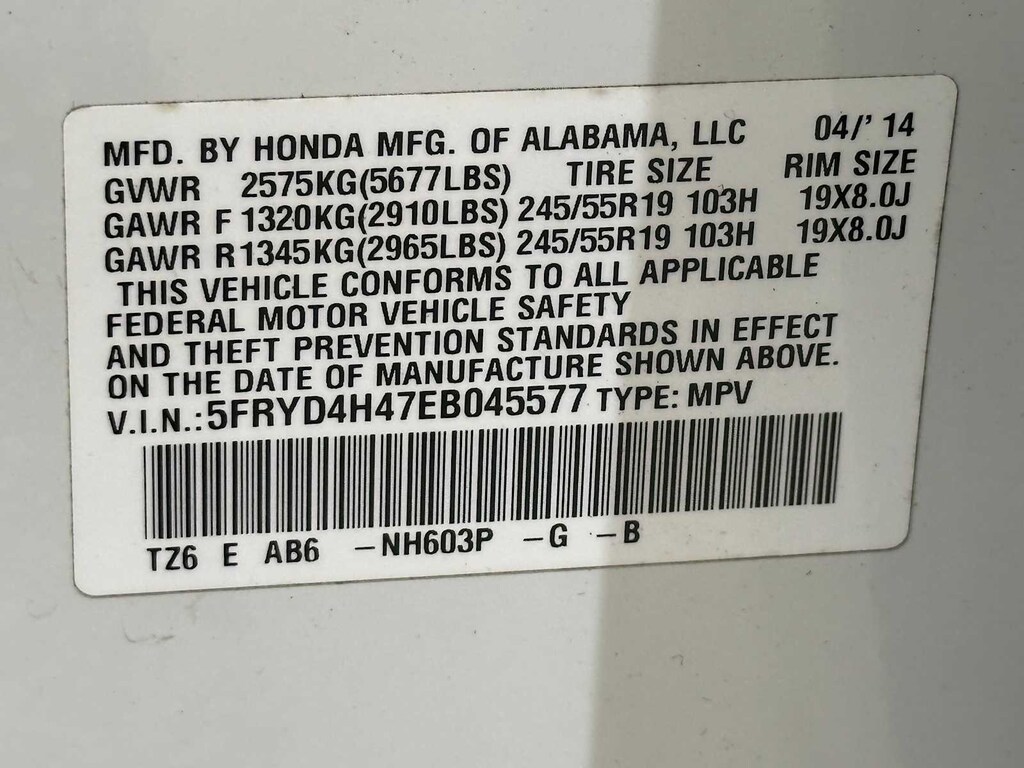 MFD. BY HONDA MFG. OF ALABAMA, LLC 04/' 14
GVWR 2575KG(5677LBS) TIRE SIZE RIM SIZE
GAWR F 1320KG(2910LBS) 245/55R19 103H 19X8.0J
GAWR R 1345KG(2965LBS) 245/55R19 103H 19X8.0J
THIS VEHICLE CONFORMS TO ALL APPLICABLE
FEDERAL MOTOR VEHICLE SAFETY
AND THEFT PREVENTION STANDARDS IN EFFECT
ON THE DATE OF MANUFACTURE SHOWN ABOVE.
V.I.N.: 5FRYD4H47EB045577 TYPE: MPV
TZ6 E AB6 -NH603P -G -B